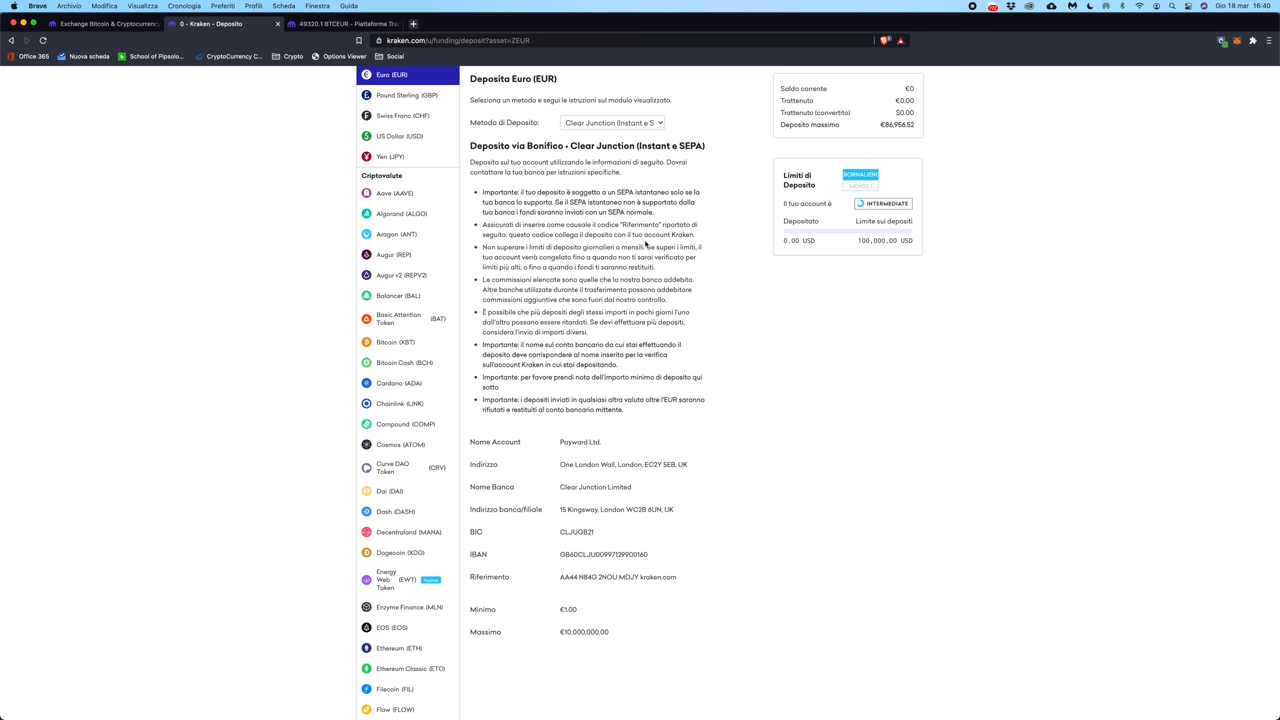 Brave Archivio Modifica Visualizza Cronologia Preferiti Profili Scheda Finestra Guida
Gio 18 mar 16:40
Exchange Bitcoin & Cryptocurrency
0 - Kraken - Deposito
49320.1 BTCEUR - Piattaforma Tra
kraken.com/u/funding/deposit?asset=ZEUR
Office 365
Nuova scheda
School of Pipsolo...
CryptoCurrency C...
Crypto
Options Viewer
Social
Euro (EUR)
Pound Sterling (GBP)
Swiss Franc (CHF)
US Dollar (USD)
Yen (JPY)
Criptovalute
Aave (AAVE)
Algorand (ALGO)
Aragon (ANT)
Augur (REP)
Augur v2 (REPV2)
Balancer (BAL)
Basic Attention Token (BAT)
Bitcoin (XBT)
Bitcoin Cash (BCH)
Cardano (ADA)
Chainlink (LINK)
Compound (COMP)
Cosmos (ATOM)
Curve DAO Token (CRV)
Dai (DAI)
Dash (DASH)
Decentraland (MANA)
Dogecoin (XDG)
Energy Web Token (EWT)
Enzyme Finance (MLN)
EOS (EOS)
Ethereum (ETH)
Ethereum Classic (ETC)
Filecoin (FIL)
Flow (FLOW)
Deposita Euro (EUR)
Seleziona un metodo e segui le istruzioni sul modulo visualizzato.
Metodo di Deposito: Clear Junction (Instant e S
Deposito via Bonifico • Clear Junction (Instant e SEPA)
Deposita sul tuo account utilizzando le informazioni di seguito. Dovrai
contattare la tua banca per istruzioni specifiche.
• Importante: il tuo deposito è soggetto a un SEPA istantaneo solo se la
tua banca lo supporta. Se il SEPA istantaneo non è supportato dalla
tua banca i fondi saranno inviati con un SEPA normale.
• Assicurati di inserire come causale il codice "Riferimento" riportato di
seguito: questo codice collega il deposito con il tuo account Kraken.
• Non superare i limiti di deposito giornalieri o mensili. Se superi i limiti, il
tuo account verrà congelato fino a quando non ti sarai verificato per
limiti più alti, o fino a quando i fondi ti saranno restituiti.
• Le commissioni elencate sono quelle che la nostra banca addebita.
Altre banche utilizzate durante il trasferimento possono addebitare
commissioni aggiuntive che sono fuori dal nostro controllo.
• È possibile che più depositi degli stessi importi in pochi giorni l'uno
dall'altro possano essere ritardati. Se devi effettuare più depositi,
considera l'invio di importi diversi.
• Importante: il nome sul conto bancario da cui stai effettuando il
deposito deve corrispondere al nome inserito per la verifica
sull'account Kraken in cui stai depositando.
• Importante: per favore prendi nota dell'importo minimo di deposito qui
sotto
• Importante: i depositi inviati in qualsiasi altra valuta oltre l'EUR saranno
rifiutati e restituiti al conto bancario mittente.
Nome Account Payward Ltd.
Indirizzo One London Wall, London, EC2Y 5EB, UK
Nome Banca Clear Junction Limited
Indirizzo banca/filiale 15 Kingsway, London WC2B 6UN, UK
BIC CLJUGB21
IBAN GB60CLJU00997129900160
Riferimento AA44 N84G 2NOU MDJY kraken.com
Minimo €1.00
Massimo €10,000,000.00
Saldo corrente €0
Trattenuto €0.00
Trattenuto (convertito) $0.00
Deposito massimo €86,956.52
Limiti di Deposito
GIORNALIERO
MENSILI
Il tuo account è INTERMEDIATE
Depositato Limite sui depositi
0.00 USD 100,000.00 USD